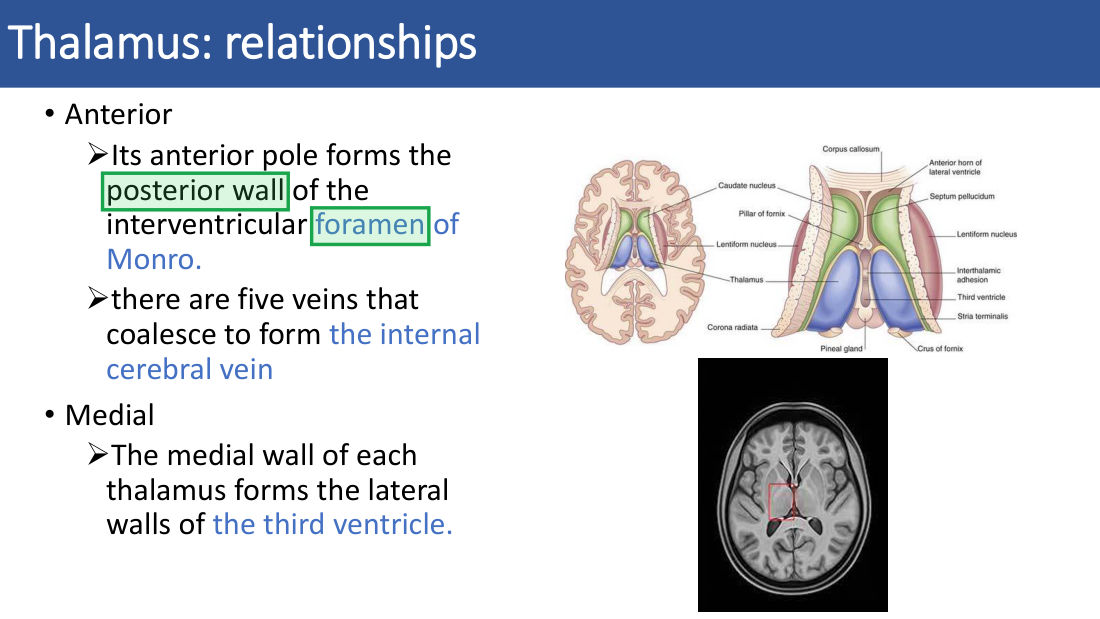 Thalamus: relationships
• Anterior
➢Its anterior pole forms the
posterior wall of the
interventricular foramen of
Monro.
➢there are five veins that
coalesce to form the internal
cerebral vein
• Medial
➢The medial wall of each
thalamus forms the lateral
walls of the third ventricle.
Corpus callosum
Anterior horn of
lateral ventricle
Caudate nucleus
Septum pellucidum
Pillar of fornix
Lentiform nucleus
Lentiform nucleus
Interthalamic
adhesion
Thalamus
Third ventricle
Stria terminalis
Corona radiata
Pineal gland
Crus of fornix